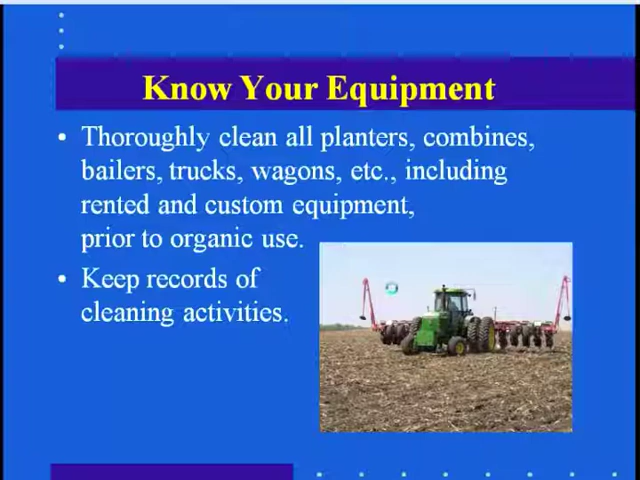 Know Your Equipment
• Thoroughly clean all planters, combines,
bailers, trucks, wagons, etc., including
rented and custom equipment,
prior to organic use.
• Keep records of
cleaning activities.